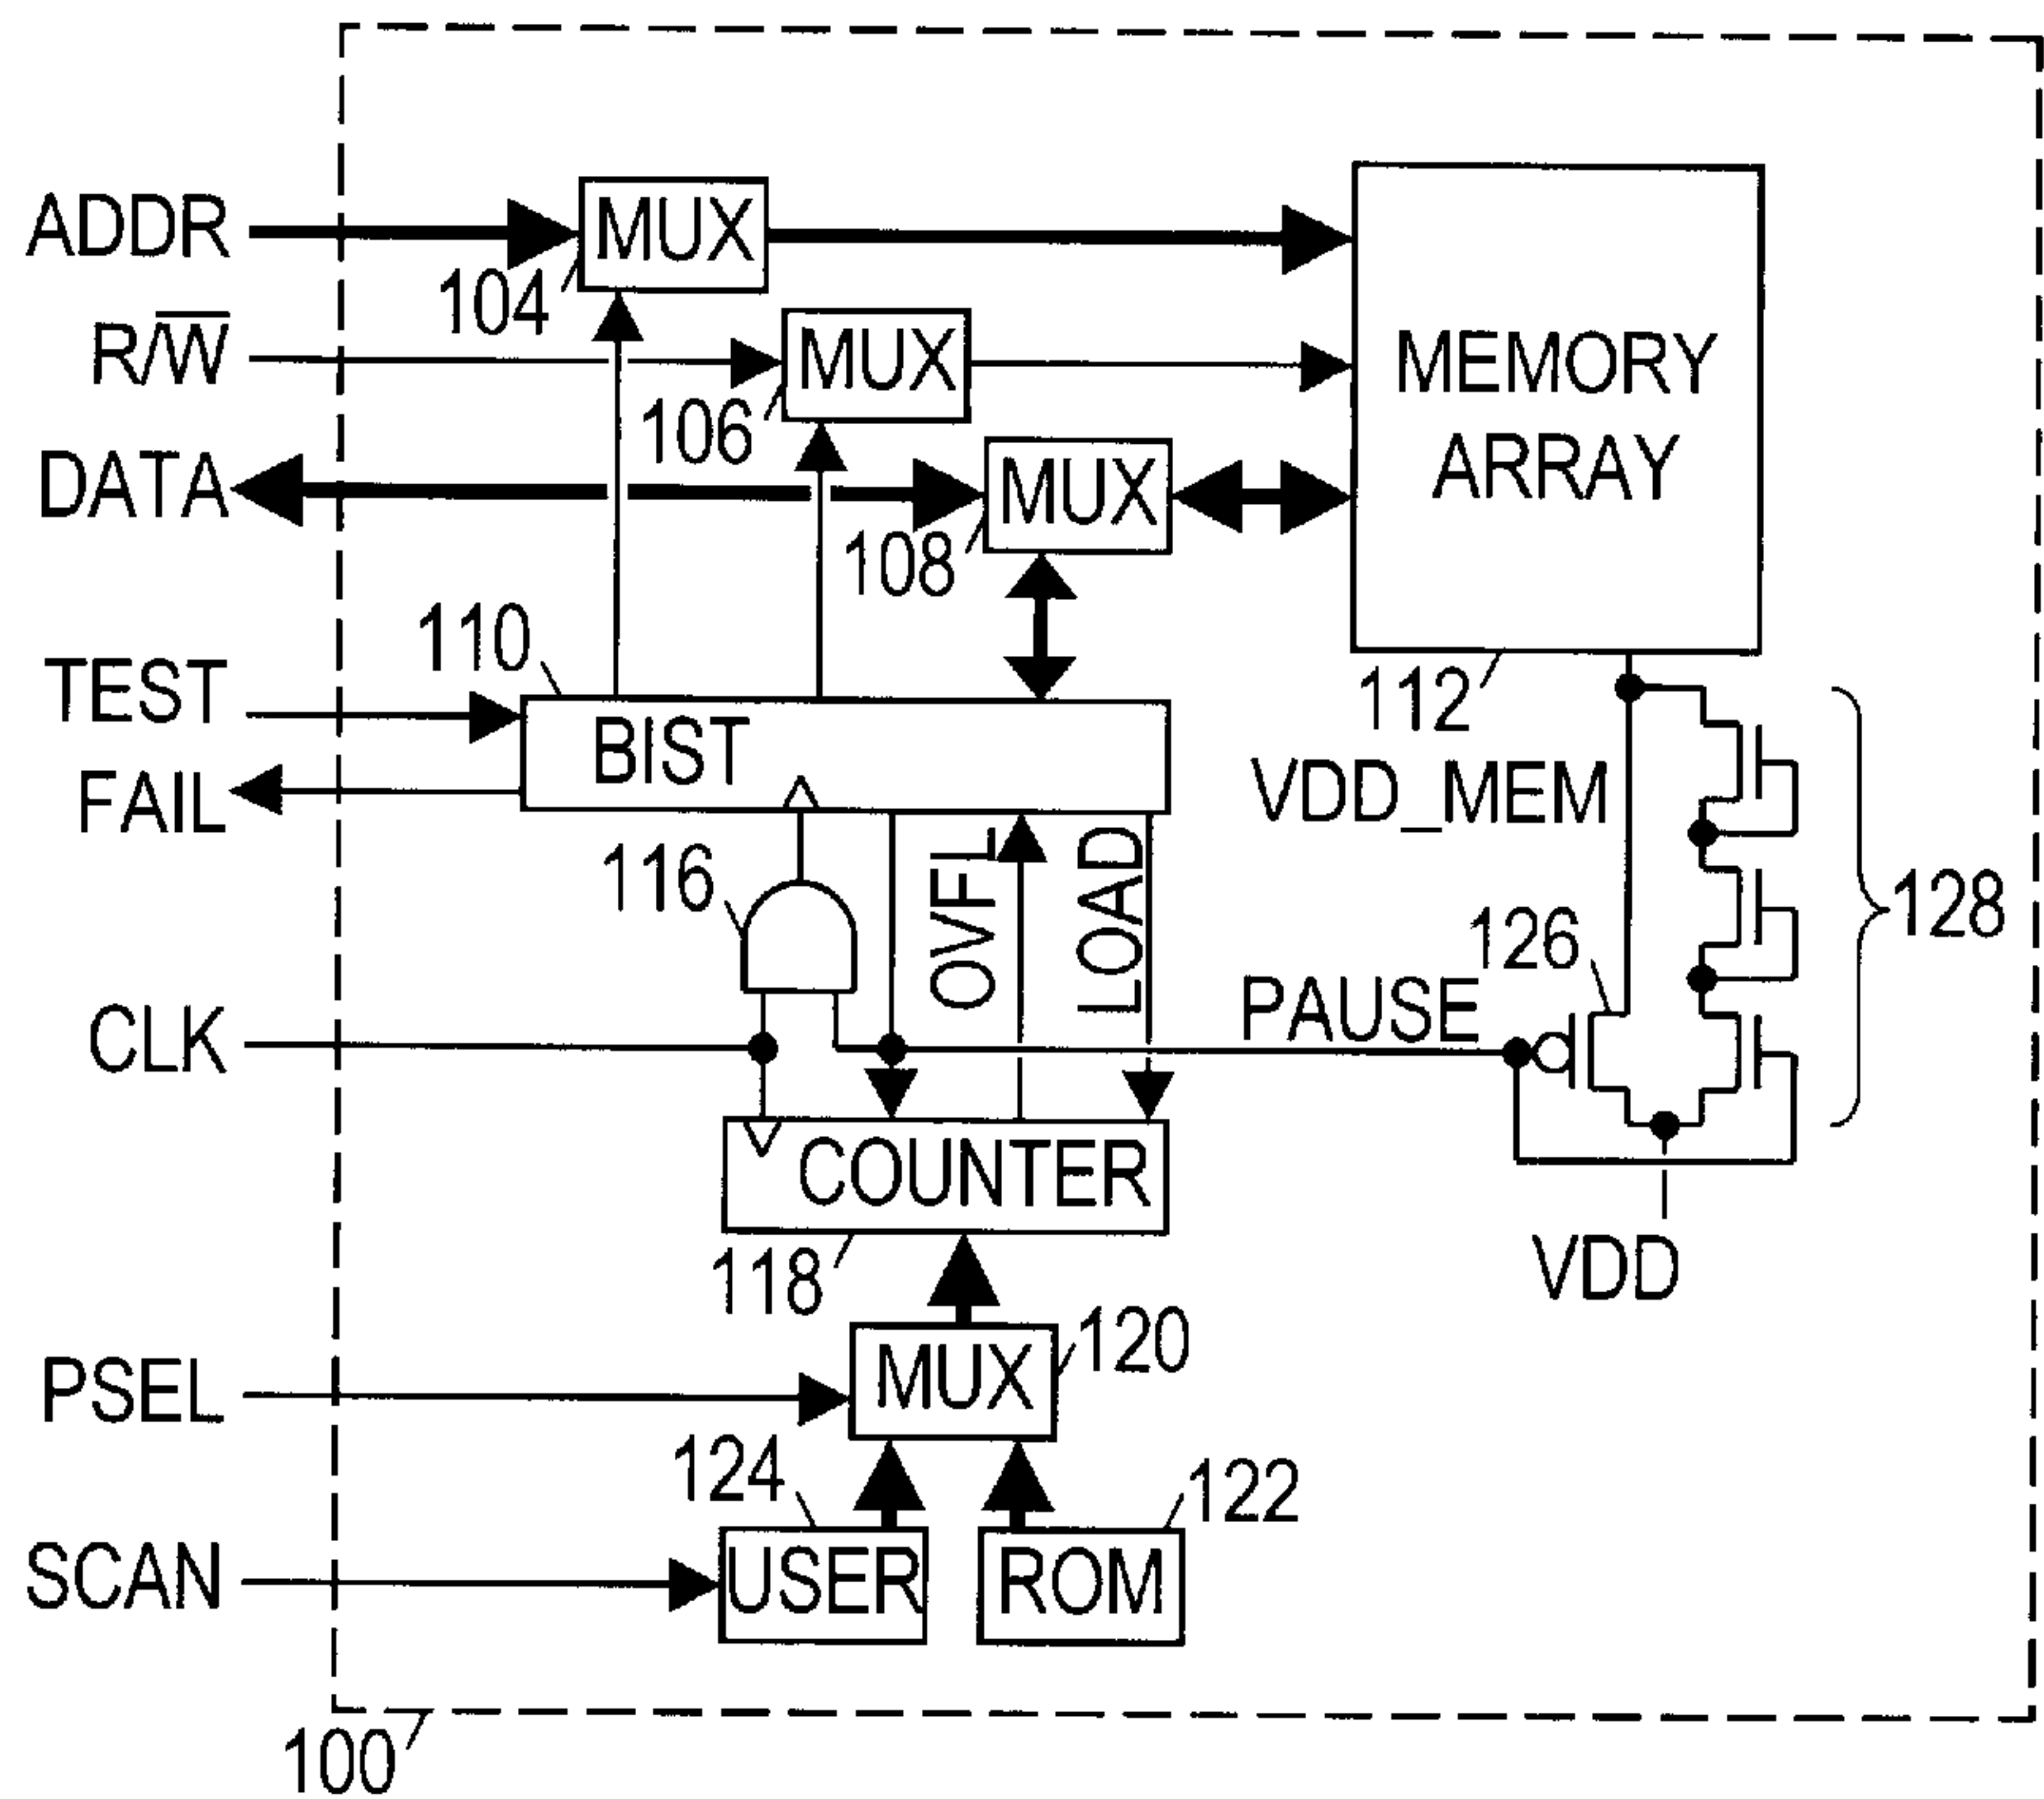 ADDR
MUX
104
R/W̅
MUX
106
MEMORY
ARRAY
DATA
MUX
108
110
TEST
BIST
112
FAIL
VDD_MEM
116
OVFL
LOAD
126
128
PAUSE
CLK
COUNTER
118
VDD
120
PSEL
MUX
124
122
SCAN
USER
ROM
100